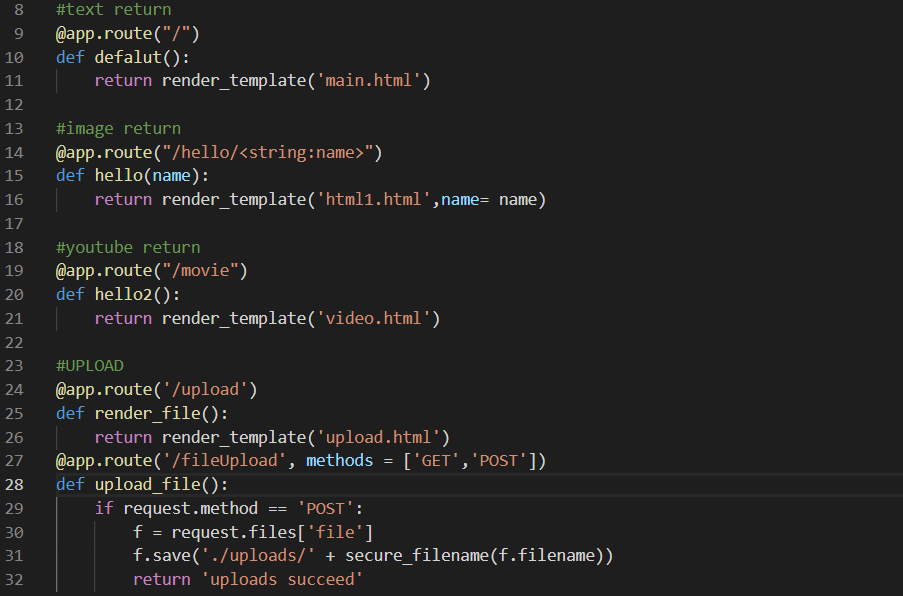 8 #text return
9 @app.route("/")
10 def defalut():
11     return render_template('main.html')
12
13 #image return
14 @app.route("/hello/<string:name>")
15 def hello(name):
16     return render_template('html1.html',name= name)
17
18 #youtube return
19 @app.route("/movie")
20 def hello2():
21     return render_template('video.html')
22
23 #UPLOAD
24 @app.route('/upload')
25 def render_file():
26     return render_template('upload.html')
27 @app.route('/fileUpload', methods = ['GET','POST'])
28 def upload_file():
29     if request.method == 'POST':
30         f = request.files['file']
31         f.save('./uploads/' + secure_filename(f.filename))
32         return 'uploads succeed'